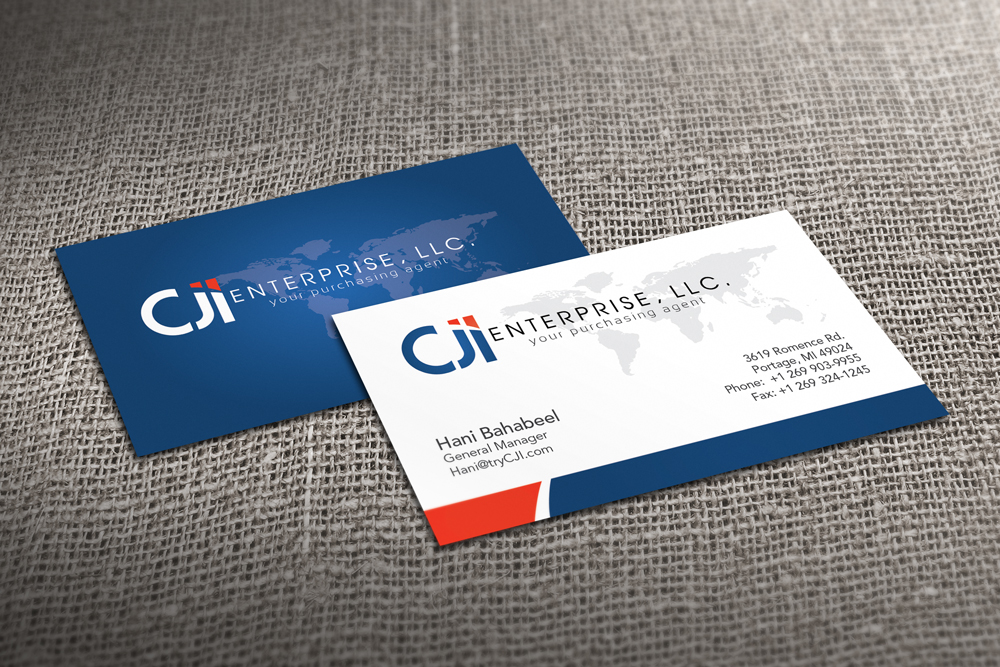 CJI ENTERPRISE, LLC.
your purchasing agent
CJI ENTERPRISE, LLC.
your purchasing agent
3619 Romence Rd,
Portage, MI 49024
Phone: +1 269 903-9955
Fax: +1 269 324-1245
Hani Bahabeel
General Manager
Hani@tryCJI.com